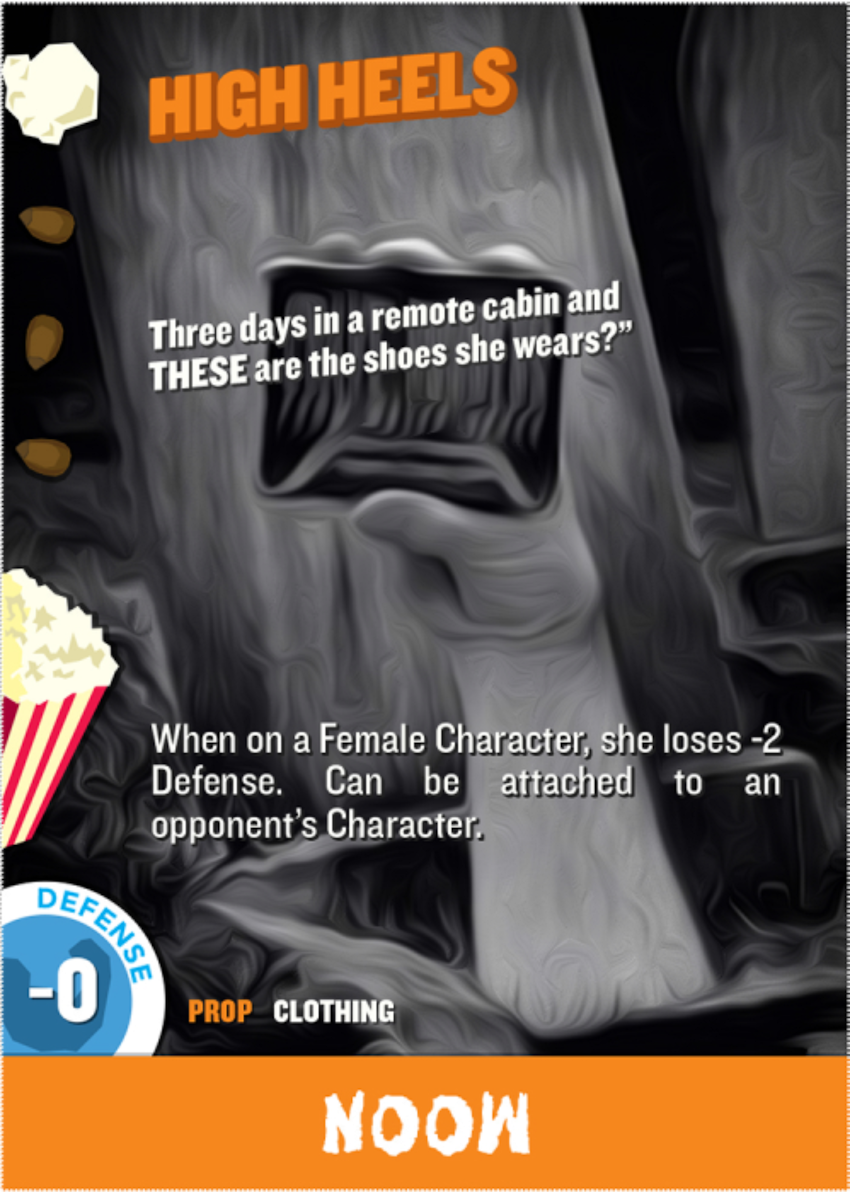 HIGH HEELS
Three days in a remote cabin and
THESE are the shoes she wears?”
When on a Female Character, she loses -2
Defense. Can be attached to an
opponent’s Character.
DEFENSE
-0
PROP CLOTHING
NOOW